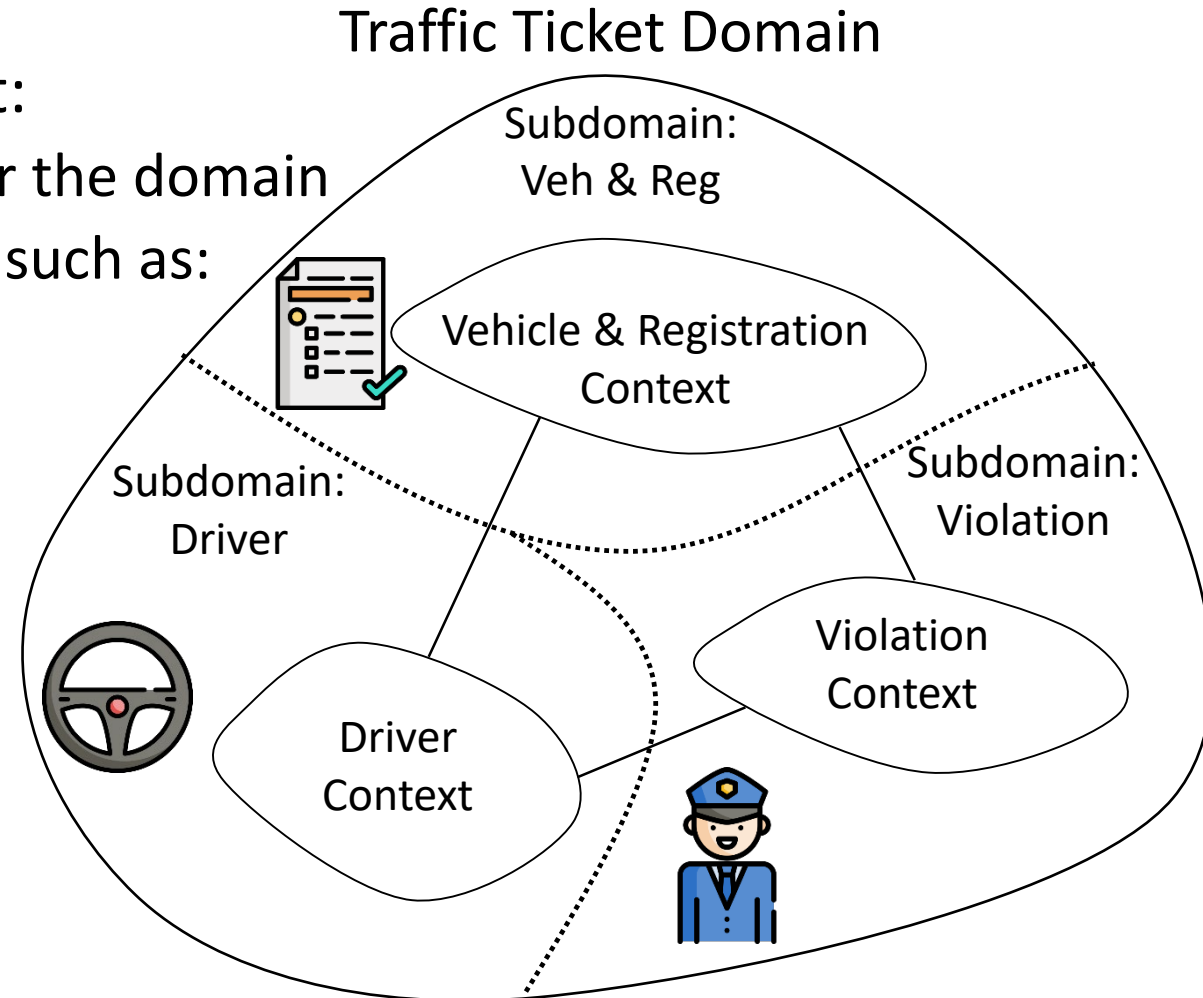 Traffic Ticket Domain
t:
r the domain
such as:
Subdomain:
Veh & Reg
Vehicle & Registration
Context
Subdomain:
Driver
Subdomain:
Violation
Violation
Context
Driver
Context